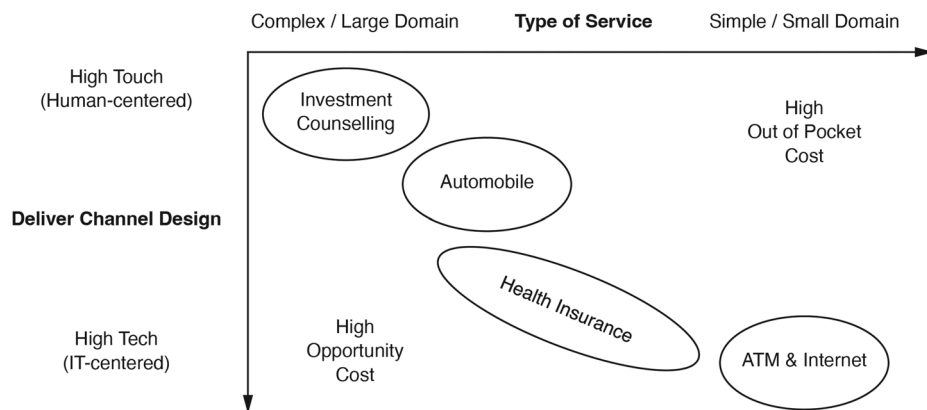 Complex / Large Domain
Type of Service
Simple / Small Domain
High Touch
(Human-centered)
Investment
Counselling
High
Out of Pocket
Cost
Automobile
Deliver Channel Design
Health Insurance
High Tech
(IT-centered)
High
Opportunity
Cost
ATM & Internet